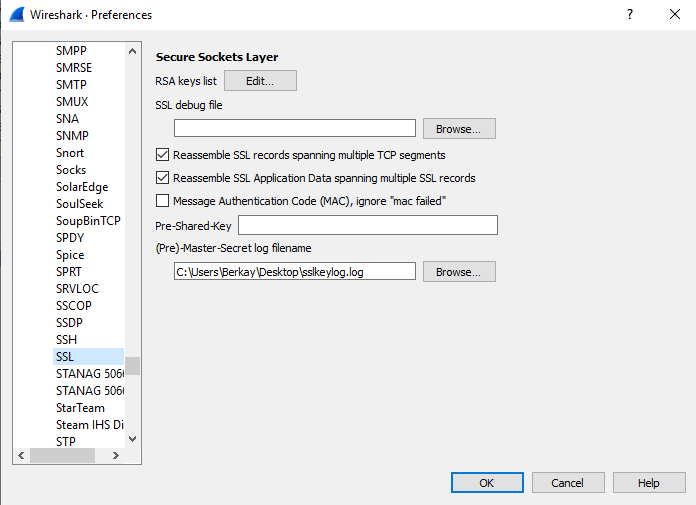 Wireshark · Preferences
SMPP
SMRSE
SMTP
SMUX
SNA
SNMP
Snort
Socks
SolarEdge
SoulSeek
SoupBinTCP
SPDY
Spice
SPRT
SRVLOC
SSCOP
SSDP
SSH
SSL
STANAG 506
STANAG 506
StarTeam
Steam IHS Di
STP
Secure Sockets Layer
RSA keys list Edit...
SSL debug file
Browse...
Reassemble SSL records spanning multiple TCP segments
Reassemble SSL Application Data spanning multiple SSL records
Message Authentication Code (MAC), ignore "mac failed"
Pre-Shared-Key
(Pre)-Master-Secret log filename
C:\Users\Berkay\Desktop\sslkeylog.log Browse...
OK Cancel Help